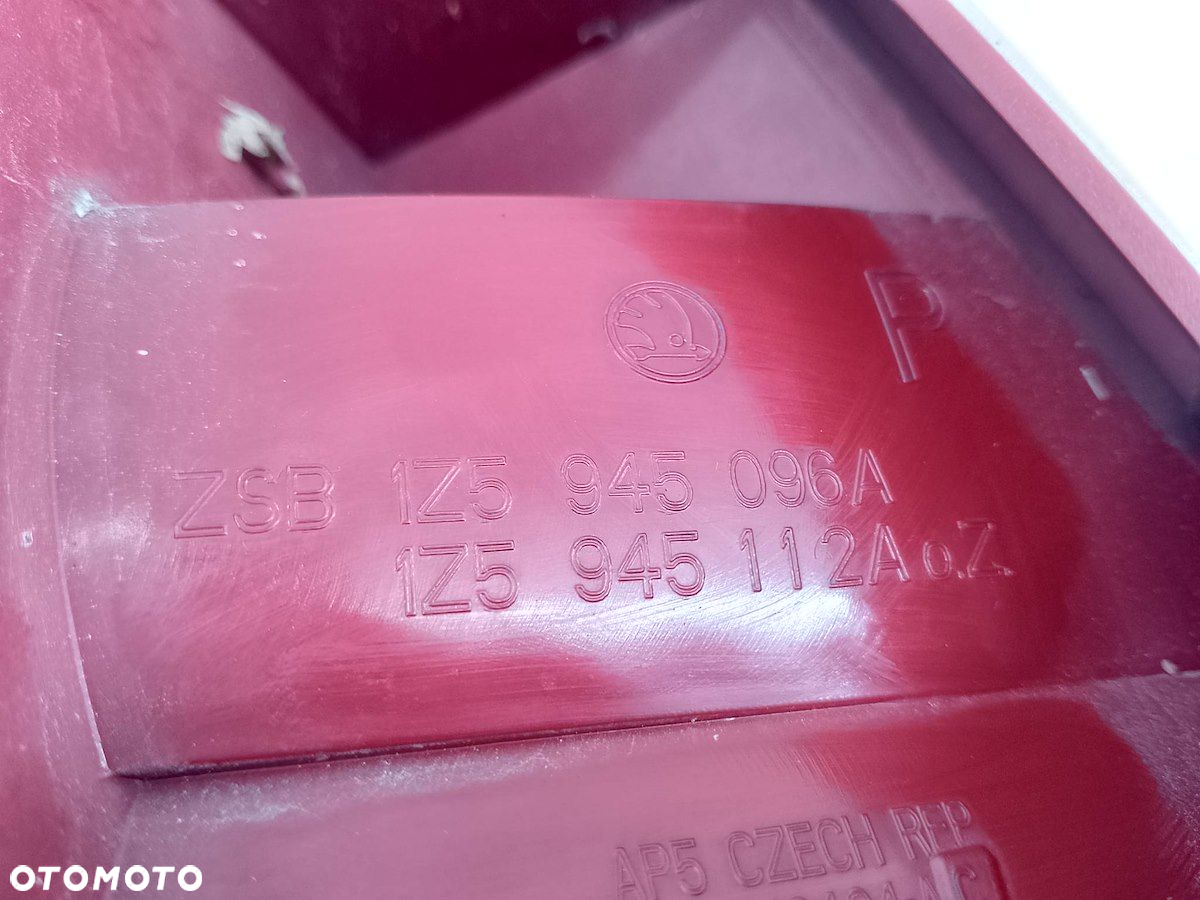 P
ZSB 1Z5 945 096A
1Z5 945 112A o.Z.
AP5 CZECH REP
OTOMOTO